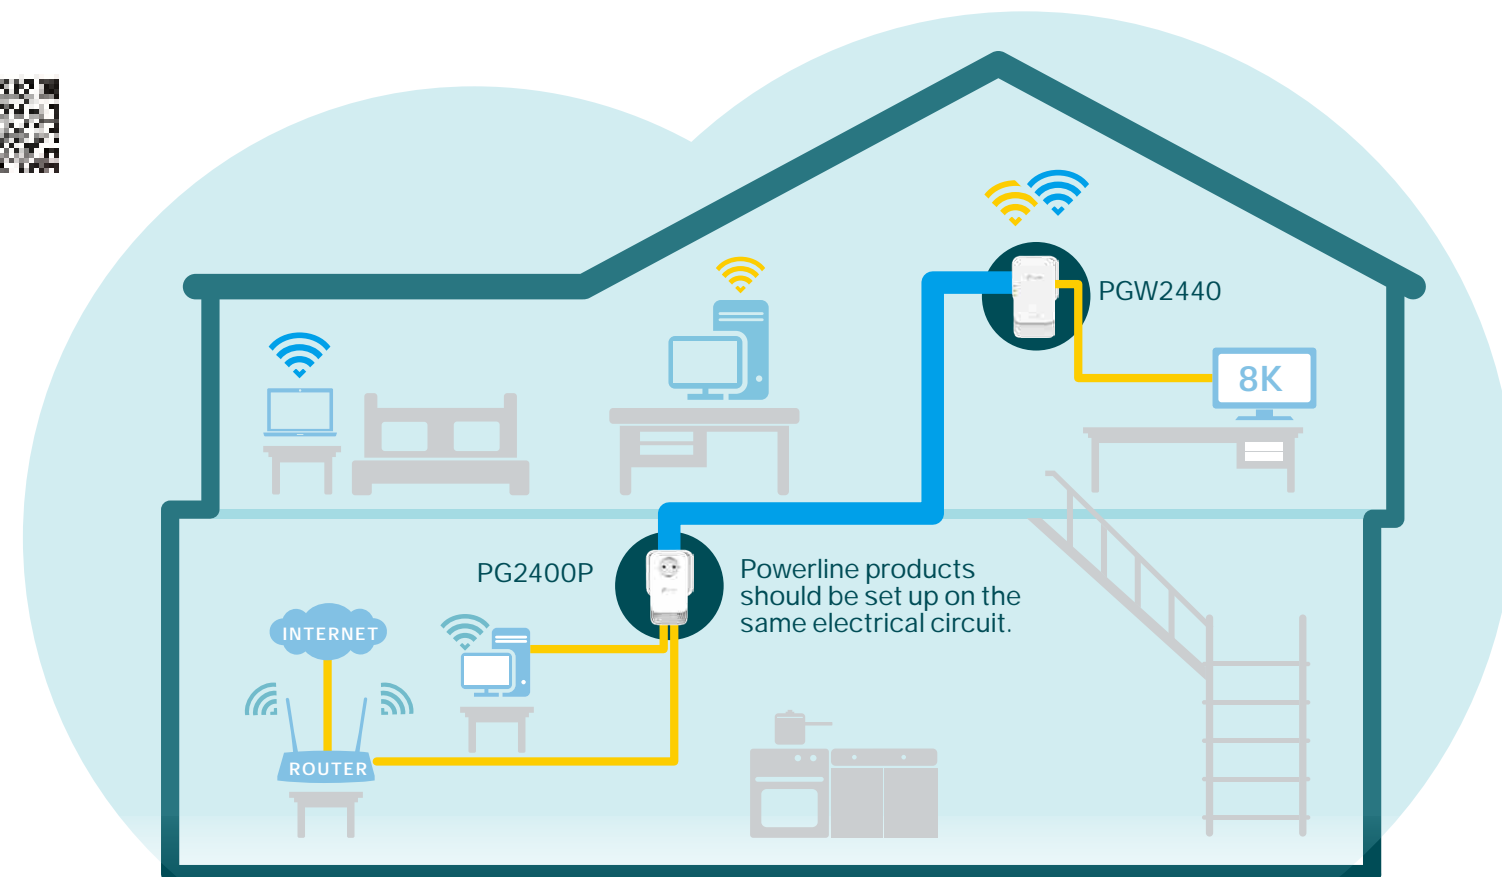 PGW2440
8K
PG2400P
Powerline products
should be set up on the
same electrical circuit.
INTERNET
ROUTER